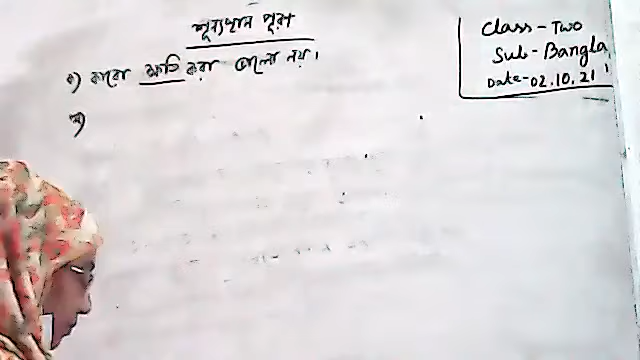 শূন্যস্থান পূরণ
ক) কারো ক্ষতি করা ভালো নয়।
খ)
Class - Two
Sub - Bangla
Date - 02.10.21